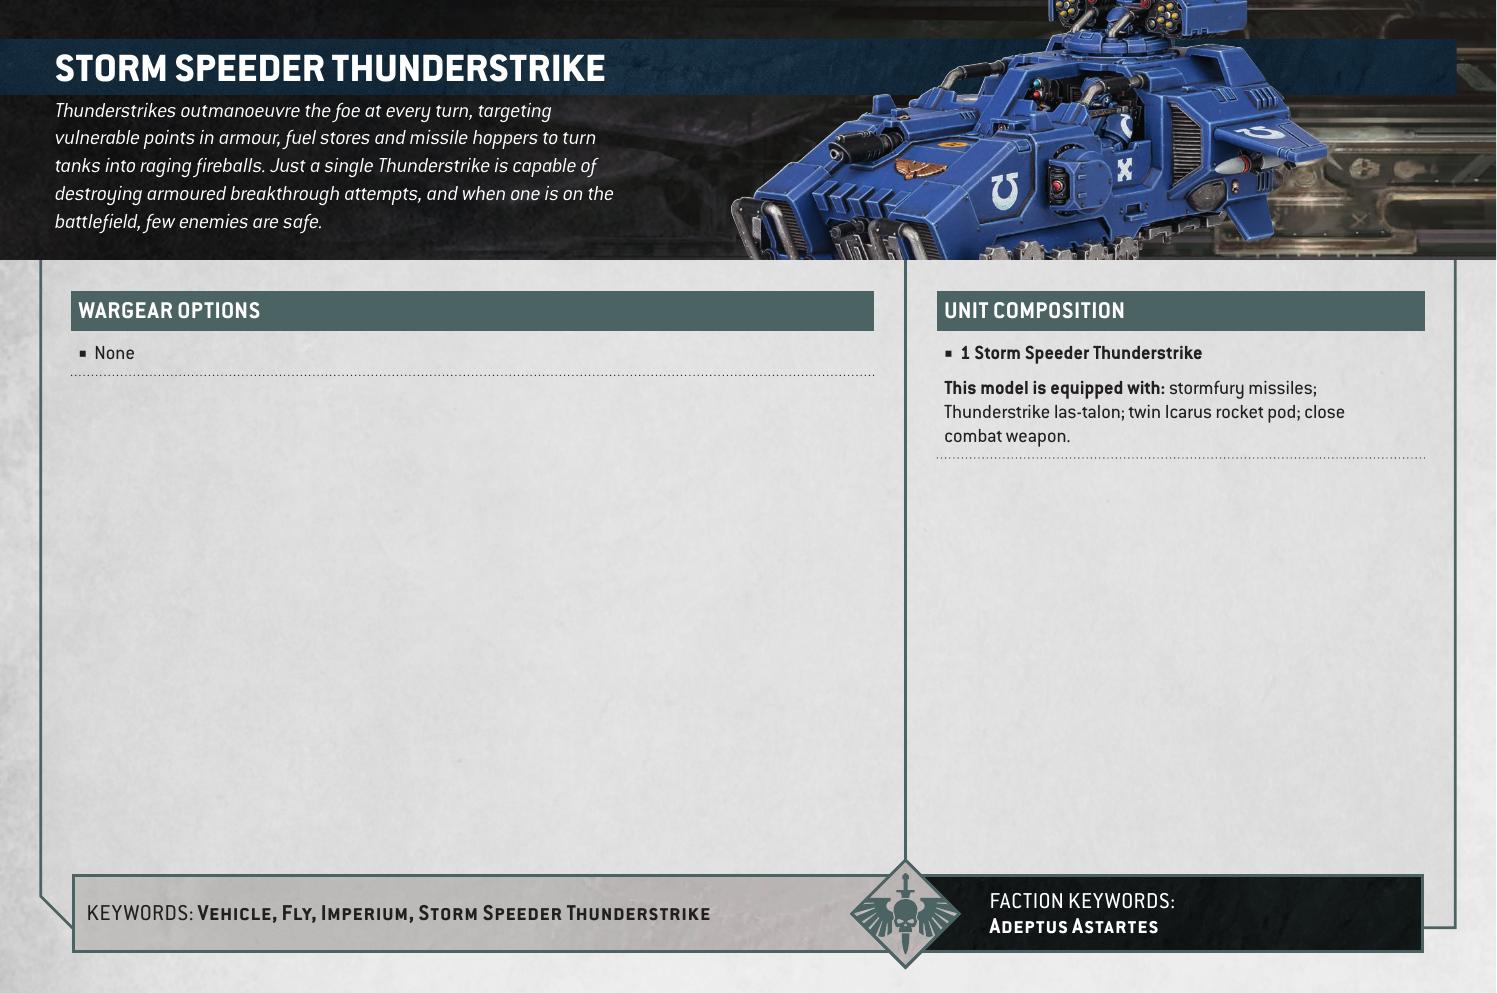 STORM SPEEDER THUNDERSTRIKE
Thunderstrikes outmanoeuvre the foe at every turn, targeting
vulnerable points in armour, fuel stores and missile hoppers to turn
tanks into raging fireballs. Just a single Thunderstrike is capable of
destroying armoured breakthrough attempts, and when one is on the
battlefield, few enemies are safe.
WARGEAR OPTIONS
▪ None
UNIT COMPOSITION
▪ 1 Storm Speeder Thunderstrike
This model is equipped with: stormfury missiles;
Thunderstrike las-talon; twin Icarus rocket pod; close
combat weapon.
KEYWORDS: Vehicle, Fly, Imperium, Storm Speeder Thunderstrike
FACTION KEYWORDS:
Adeptus Astartes